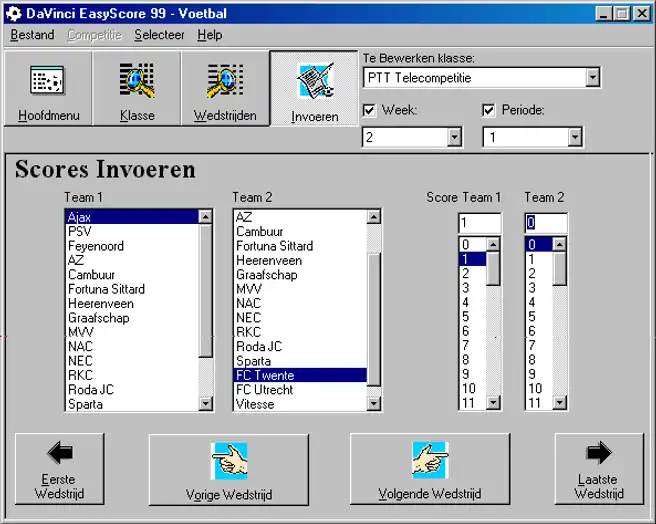 DaVinci EasyScore 99 - Voetbal
Bestand Competitie Selecteer Help
Hoofdmenu
Klasse
Wedstrijden
Invoeren
Te Bewerken klasse:
PTT Telecompetitie
Week:
Periode:
2
1
Scores Invoeren
Team 1
Ajax
PSV
Feyenoord
AZ
Cambuur
Fortuna Sittard
Heerenveen
Graafschap
MVV
NAC
NEC
RKC
Roda JC
Sparta
Team 2
AZ
Cambuur
Fortuna Sittard
Heerenveen
Graafschap
MVV
NAC
NEC
RKC
Roda JC
Sparta
FC Twente
FC Utrecht
Vitesse
Score Team 1
1
0
1
2
3
4
5
6
7
8
9
10
11
Team 2
0
0
1
2
3
4
5
6
7
8
9
10
11
Eerste
Wedstrijd
Vorige Wedstrijd
Volgende Wedstrijd
Laatste
Wedstrijd